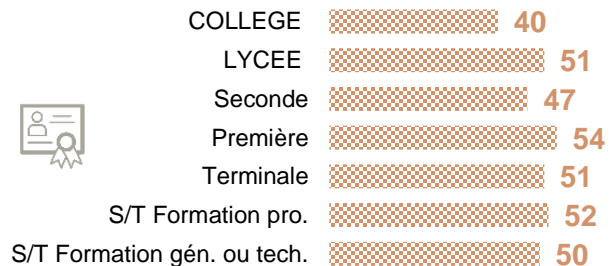 COLLEGE 40
LYCEE 51
Seconde 47
Première 54
Terminale 51
S/T Formation pro. 52
S/T Formation gén. ou tech. 50